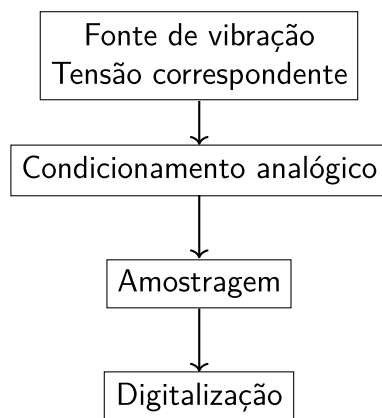 Fonte de vibração
Tensão correspondente
Condicionamento analógico
Amostragem
Digitalização